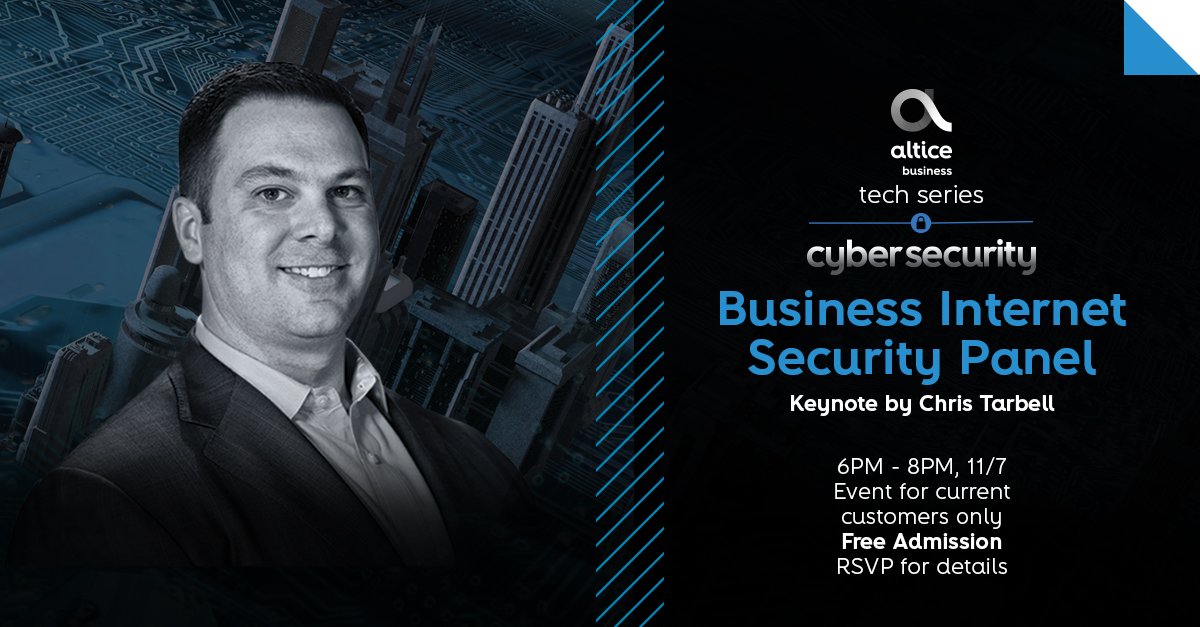 altice
business
tech series
cybersecurity
Business Internet
Security Panel
Keynote by Chris Tarbell
6PM - 8PM, 11/7
Event for current
customers only
Free Admission
RSVP for details